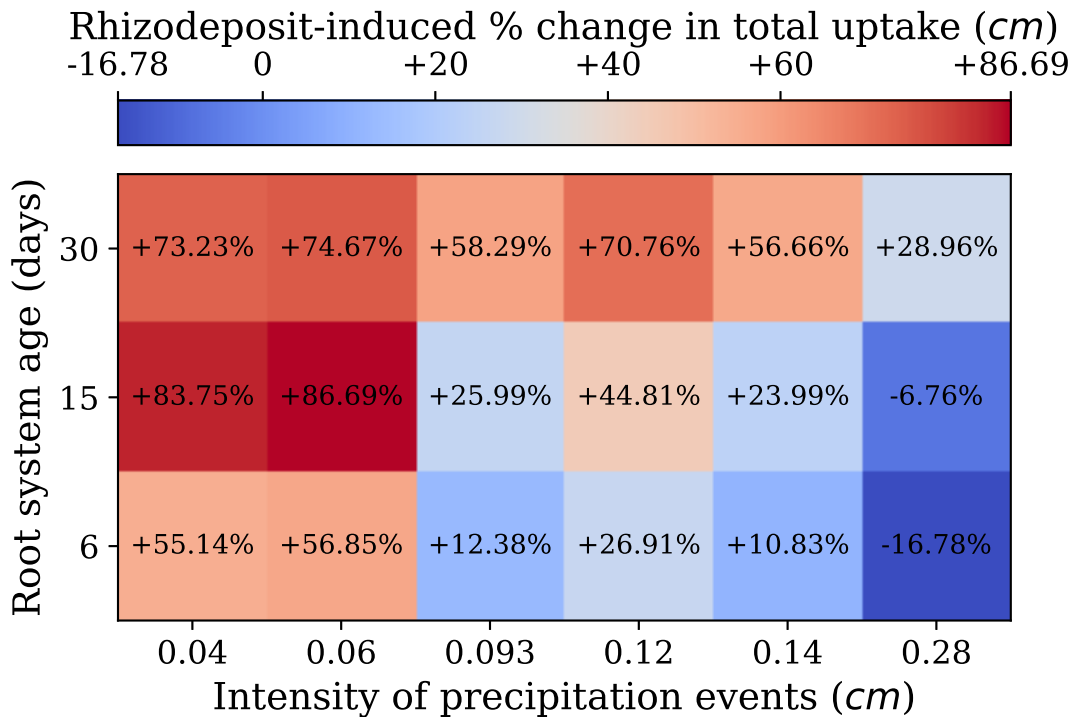 Rhizodeposit-induced % change in total uptake (cm)
-16.78 0 +20 +40 +60 +86.69
Root system age (days)
30 +73.23% +74.67% +58.29% +70.76% +56.66% +28.96%
15 +83.75% +86.69% +25.99% +44.81% +23.99% -6.76%
6 +55.14% +56.85% +12.38% +26.91% +10.83% -16.78%
0.04 0.06 0.093 0.12 0.14 0.28
Intensity of precipitation events (cm)